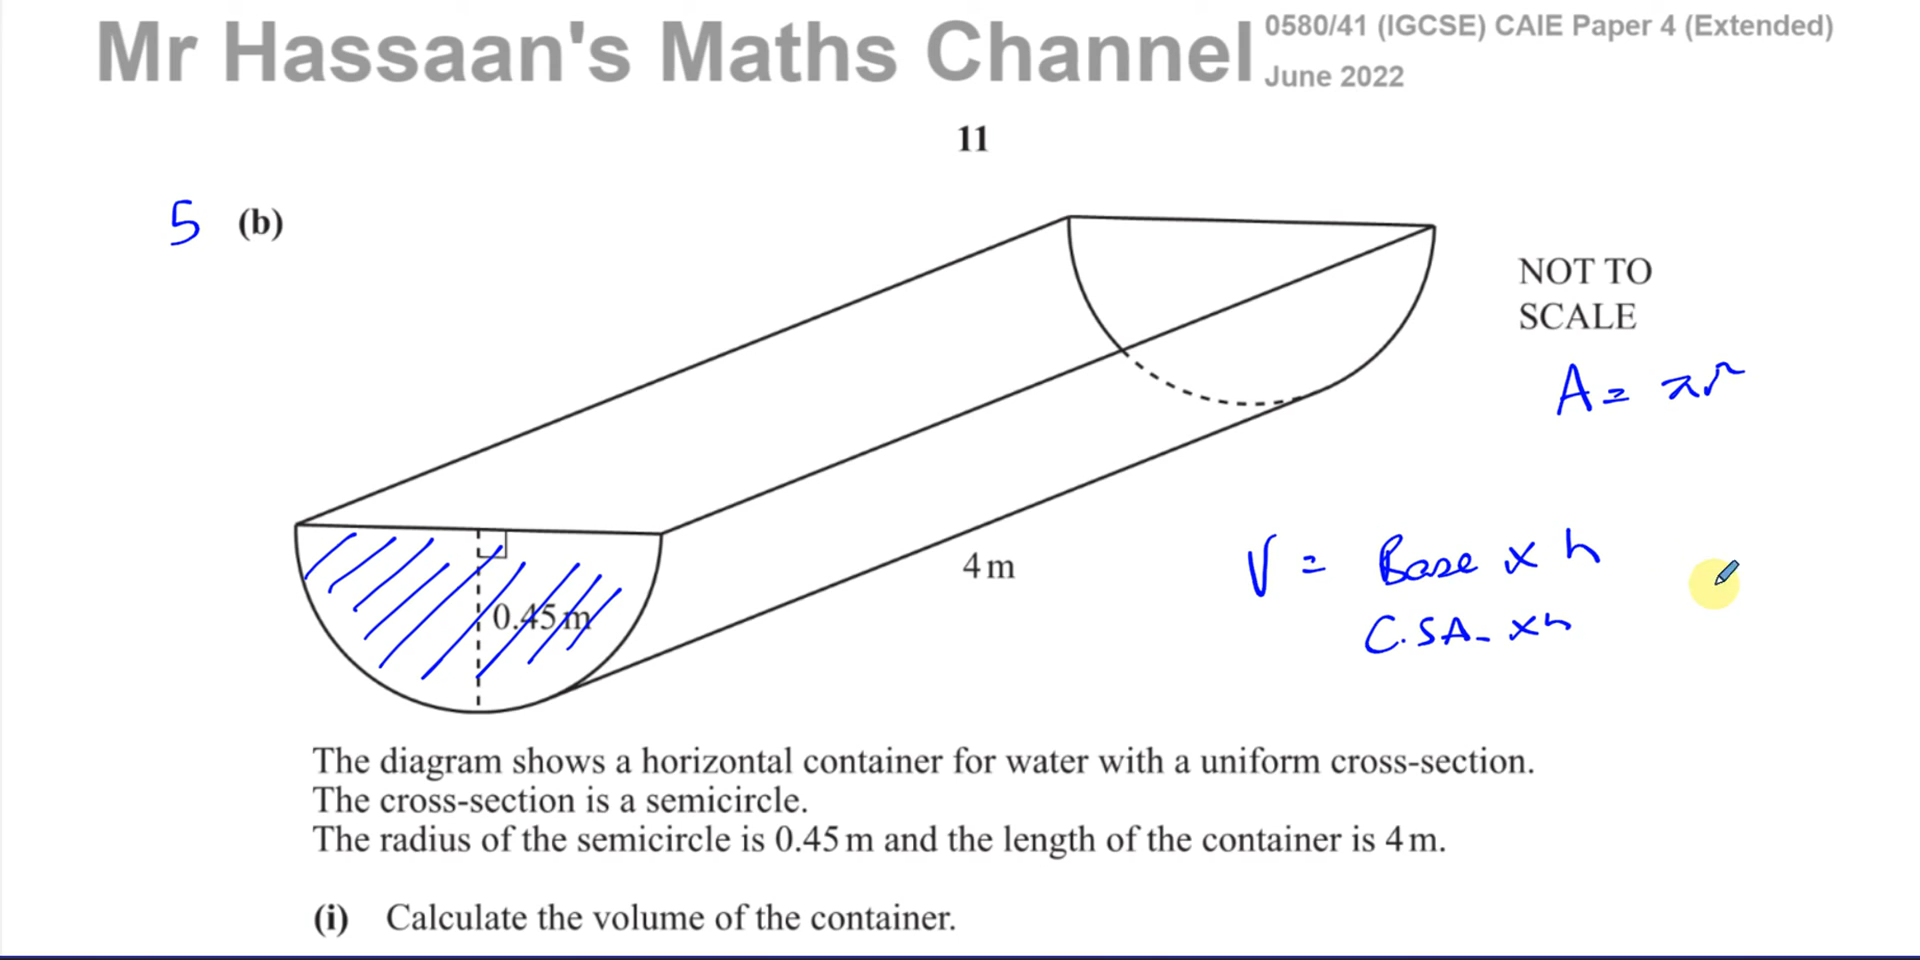 Mr Hassaan's Maths Channel
0580/41 (IGCSE) CAIE Paper 4 (Extended)
June 2022
11
5 (b)
NOT TO
SCALE
A = πr
4 m
V = Base × h
0.45 m
C.SA- × h
The diagram shows a horizontal container for water with a uniform cross-section.
The cross-section is a semicircle.
The radius of the semicircle is 0.45 m and the length of the container is 4 m.
(i) Calculate the volume of the container.